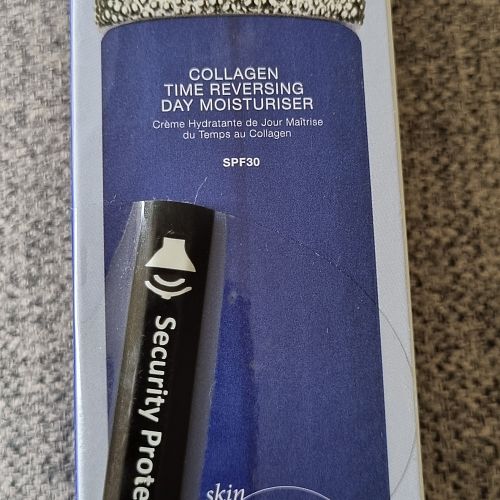 COLLAGEN
TIME REVERSING
DAY MOISTURISER
Crème Hydratante de Jour Maîtrise
du Temps au Collagen
SPF30
Security Prote
skin